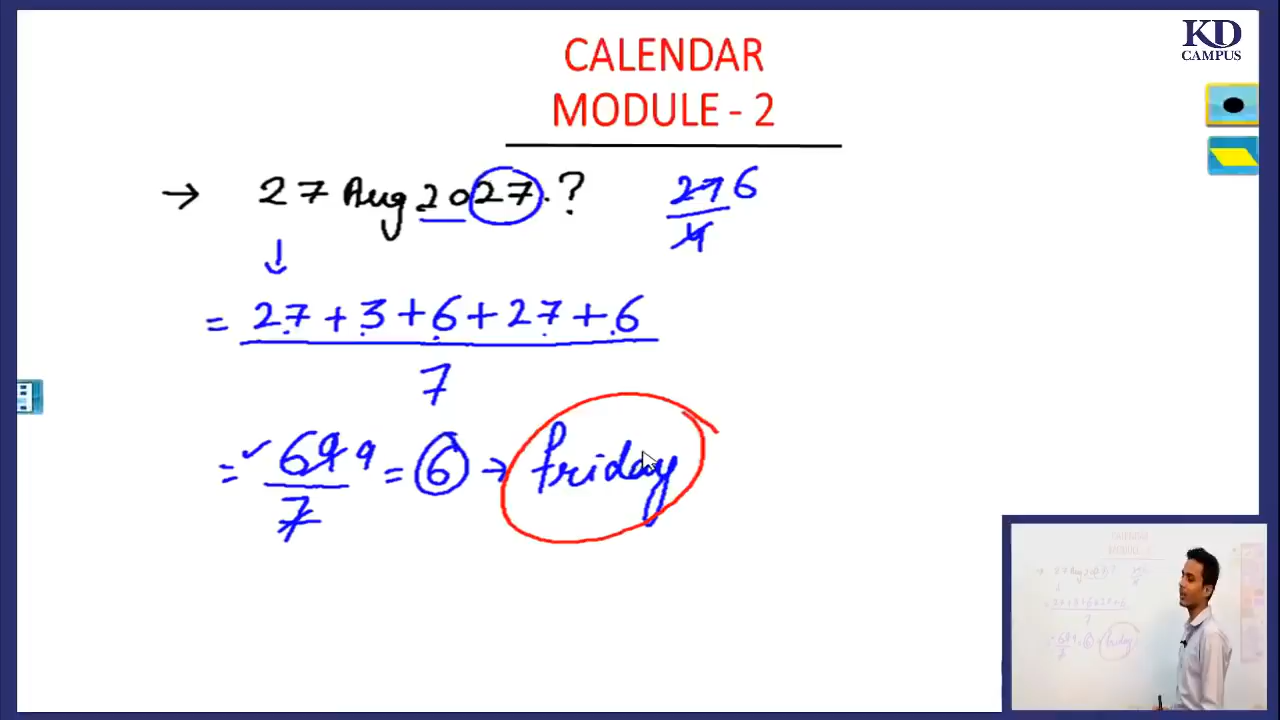 KD
CAMPUS
CALENDAR
MODULE - 2
→ 27 Aug 2027.?
27 6
4
↓
= 27 + 3 + 6 + 27 + 6
7
= ✓ 69 9 = 6 → Friday
7